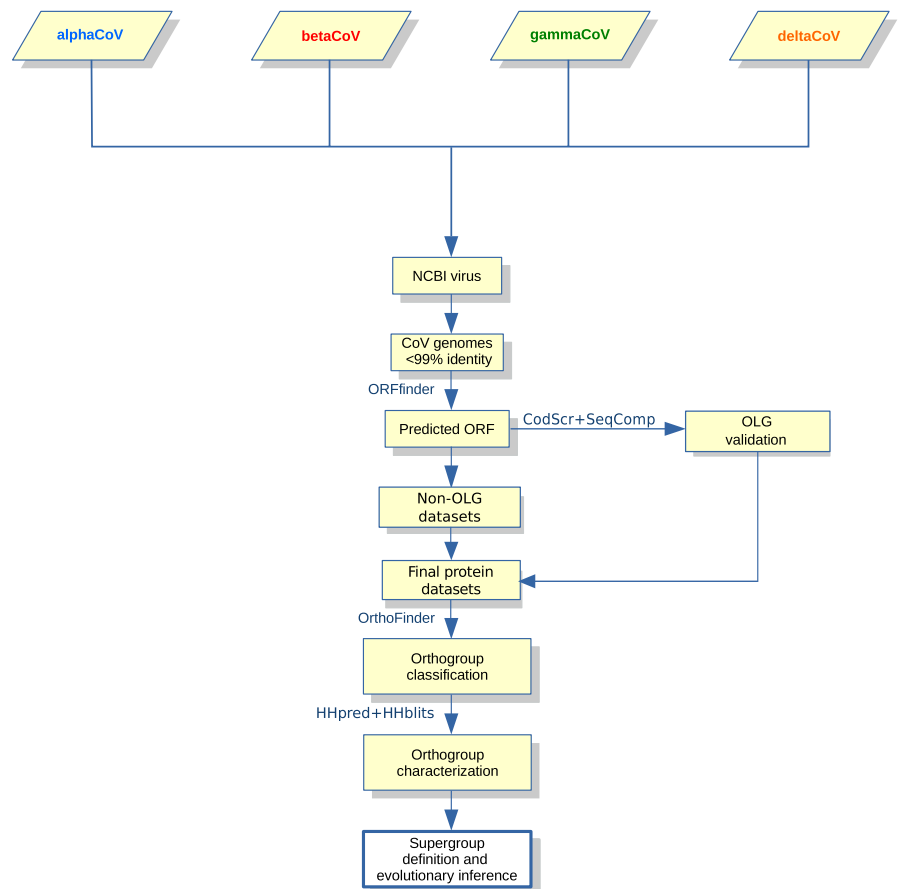 alphaCoV
betaCoV
gammaCoV
deltaCoV
NCBI virus
CoV genomes
<99% identity
ORFfinder
Predicted ORF
CodScr+SeqComp
OLG
validation
Non-OLG
datasets
Final protein
datasets
OrthoFinder
Orthogroup
classification
HHpred+HHblits
Orthogroup
characterization
Supergroup
definition and
evolutionary inference